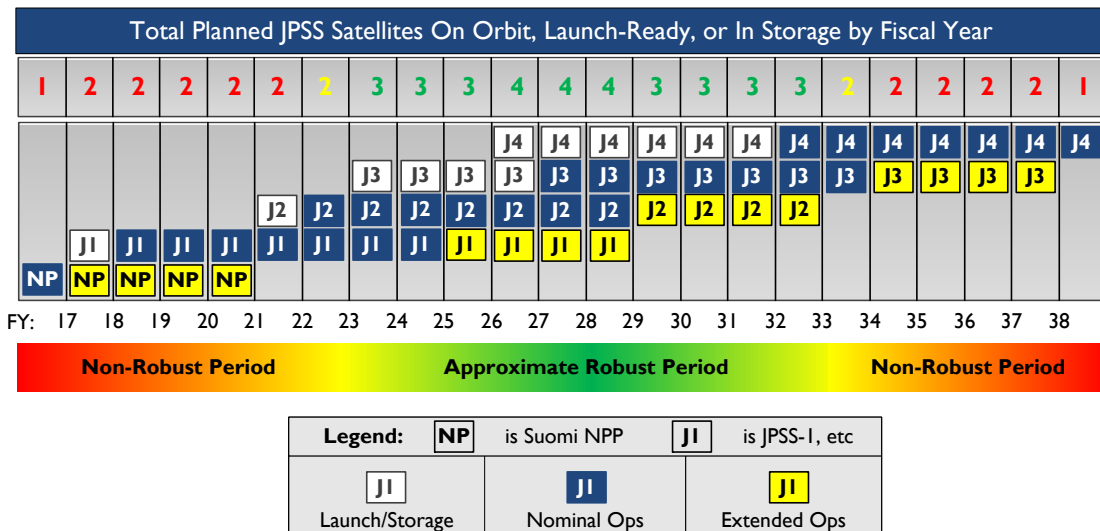 Total Planned JPSS Satellites On Orbit, Launch-Ready, or In Storage by Fiscal Year
1 2 2 2 2 2 2 3 3 3 4 4 4 3 3 3 3 2 2 2 2 2 1
J4 J4 J4 J4 J4 J4 J4 J4 J4 J4 J4 J4 J4
J3 J3 J3 J3 J3 J3 J3 J3 J3 J3 J3 J3 J3 J3 J3
J2 J2 J2 J2 J2 J2 J2 J2 J2 J2 J2 J2
J1 J1 J1 J1 J1 J1 J1 J1 J1 J1 J1 J1
NP NP NP NP NP
FY: 17 18 19 20 21 22 23 24 25 26 27 28 29 30 31 32 33 34 35 36 37 38
Non-Robust Period Approximate Robust Period Non-Robust Period
Legend: NP is Suomi NPP J1 is JPSS-1, etc
J1 J1 J1
Launch/Storage Nominal Ops Extended Ops